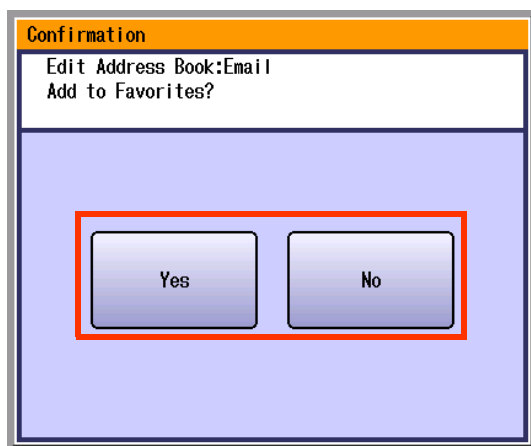 Confirmation
Edit Address Book:Email
Add to Favorites?
Yes
No